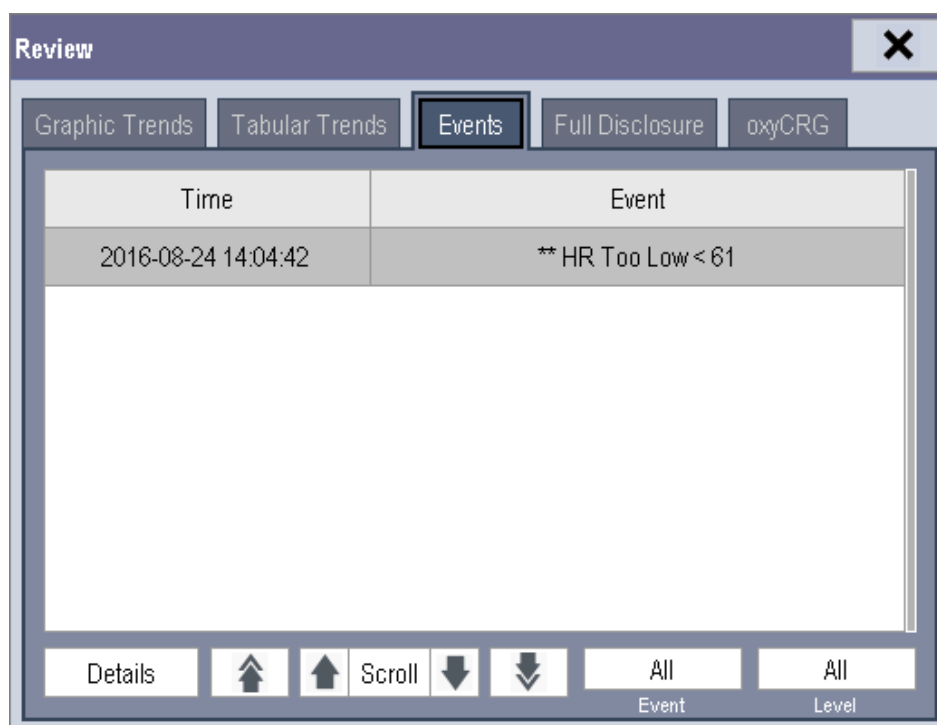 Review
Graphic Trends Tabular Trends Events Full Disclosure oxyCRG
Time Event
2016-08-24 14:04:42 ** HR Too Low < 61
Details Scroll All All
Event Level